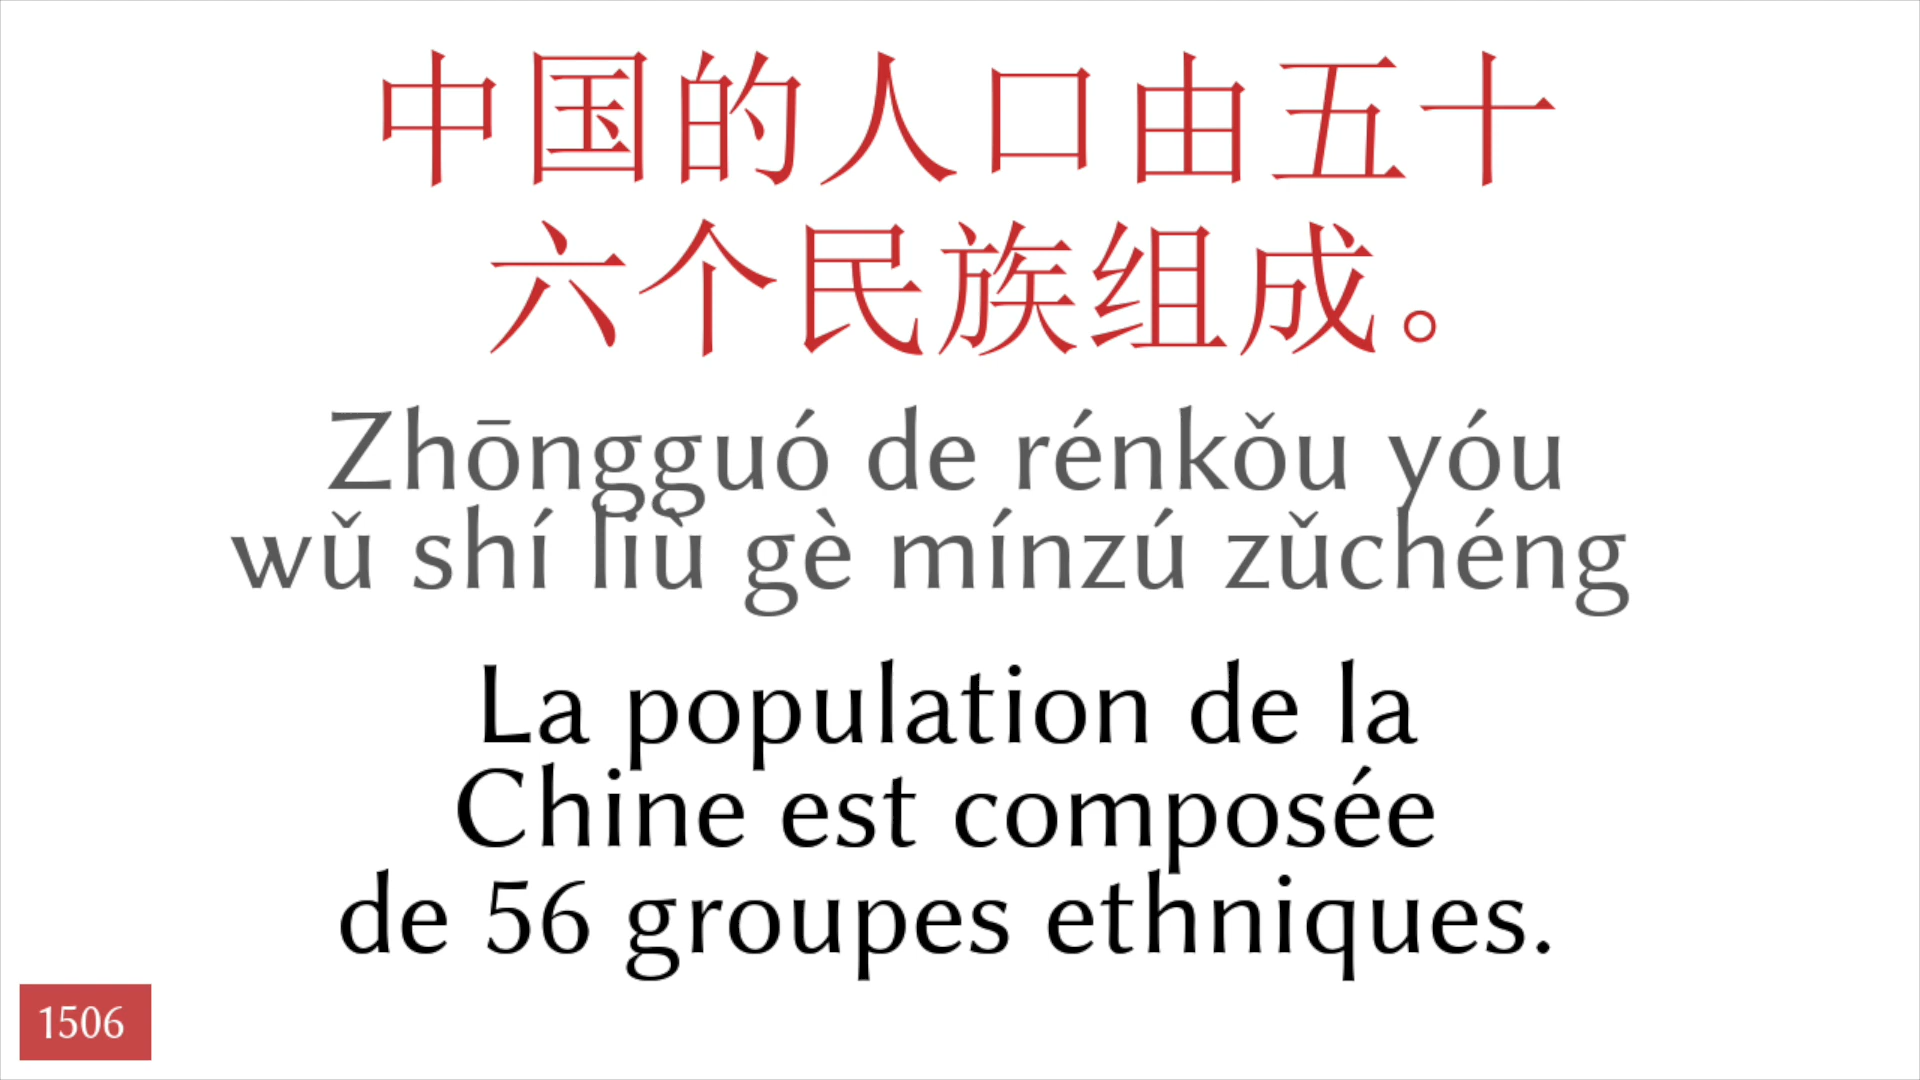 中国的人口由五十
六个民族组成。
Zhōngguó de rénkǒu yóu
wǔ shí liù gè mínzú zǔchéng
La population de la
Chine est composée
de 56 groupes ethniques.
1506